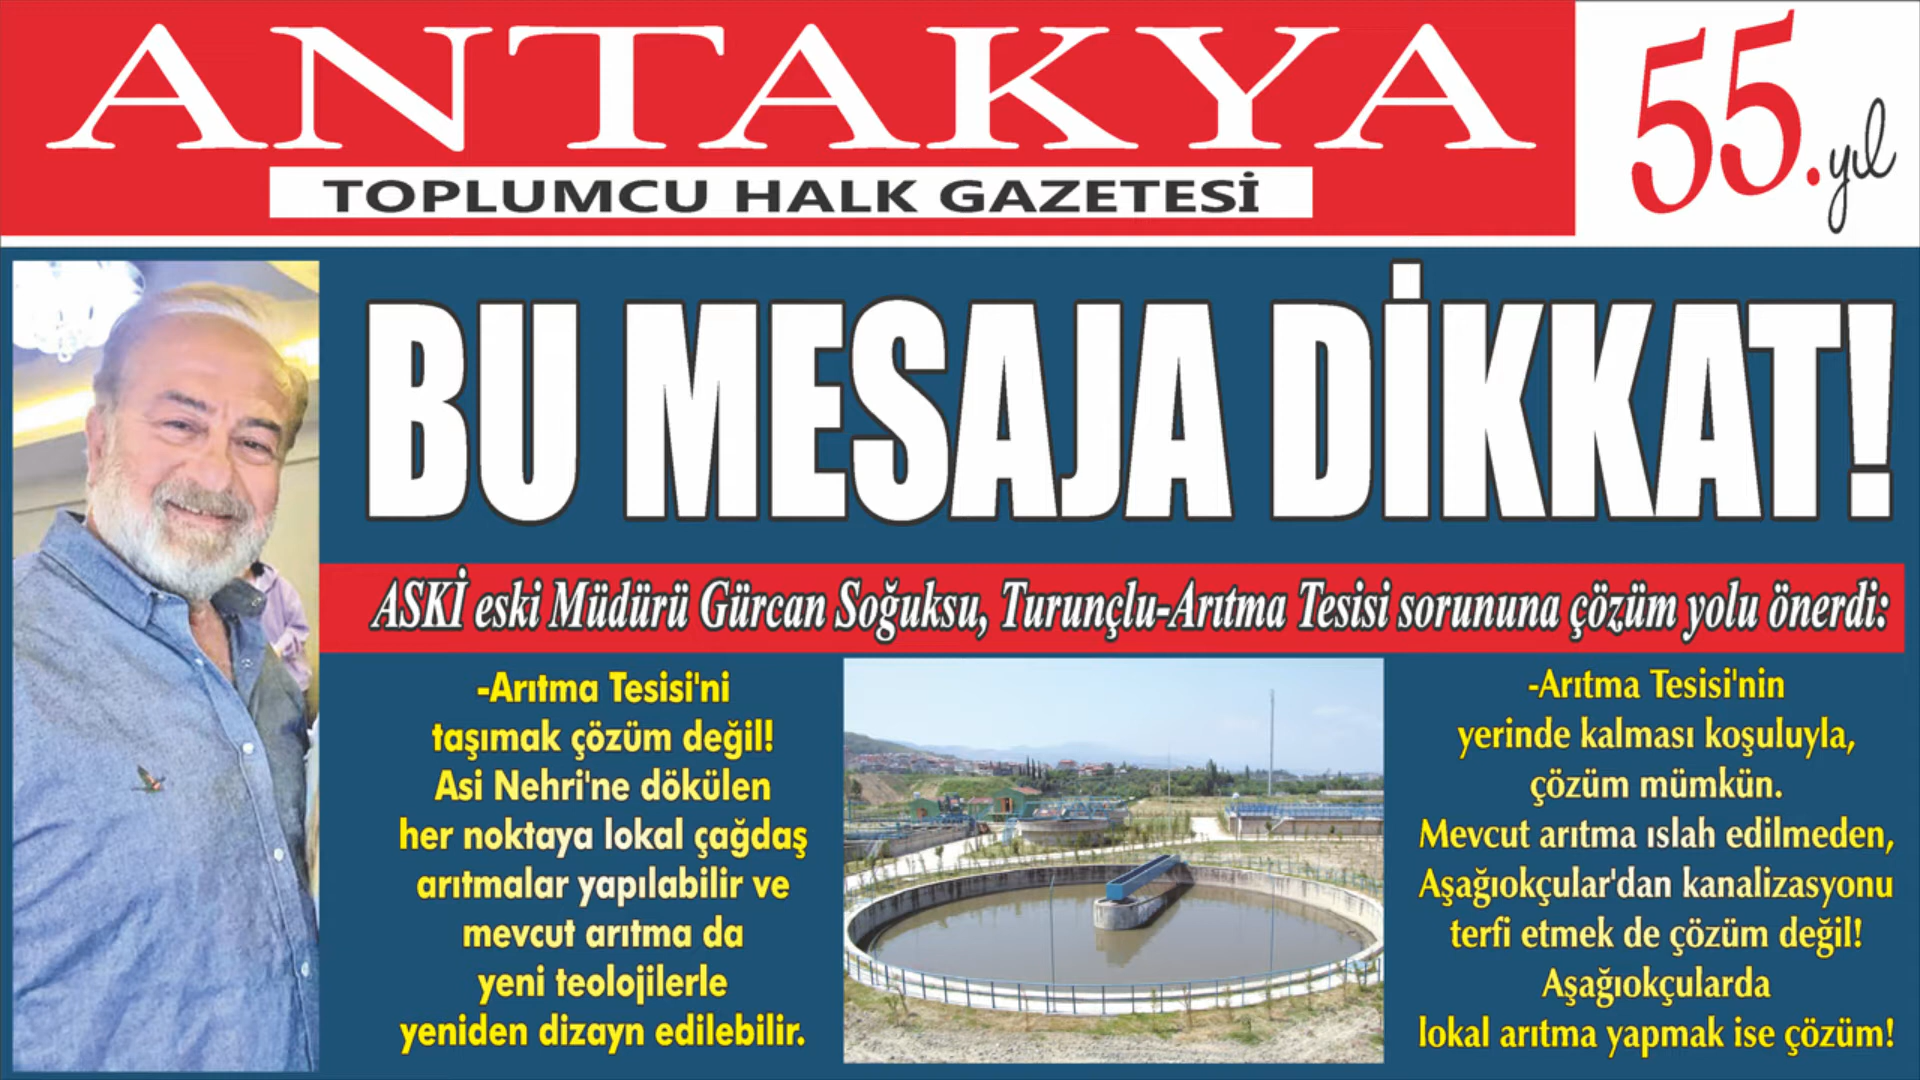 ANTAKYA
TOPLUMCU HALK GAZETESİ
55.yıl
BU MESAJA DİKKAT!
ASKİ eski Müdürü Gürcan Soğuksu, Turunçlu-Arıtma Tesisi sorununa çözüm yolu önerdi:
-Arıtma Tesisi'ni
taşımak çözüm değil!
Asi Nehri'ne dökülen
her noktaya lokal çağdaş
arıtmalar yapılabilir ve
mevcut arıtma da
yeni teolojilerle
yeniden dizayn edilebilir.
-Arıtma Tesisi'nin
yerinde kalması koşuluyla,
çözüm mümkün.
Mevcut arıtma ıslah edilmeden,
Aşağıokçular'dan kanalizasyonu
terfi etmek de çözüm değil!
Aşağıokçularda
lokal arıtma yapmak ise çözüm!